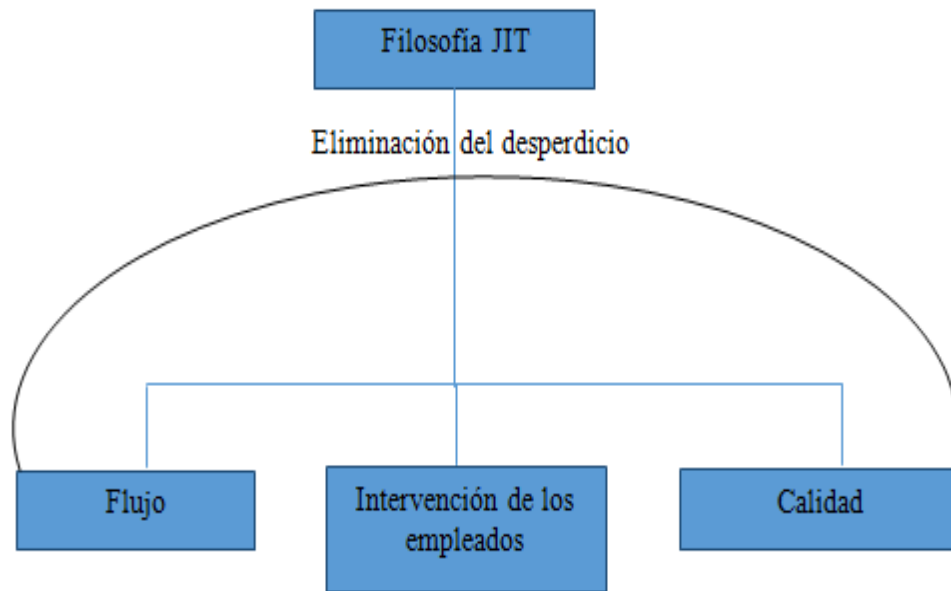 Filosofía JIT
Eliminación del desperdicio
Flujo
Intervención de los
empleados
Calidad